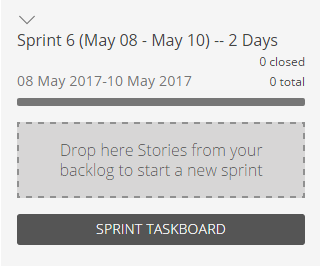 Sprint 6 (May 08 - May 10) -- 2 Days
0 closed
08 May 2017-10 May 2017
0 total
Drop here Stories from your
backlog to start a new sprint
SPRINT TASKBOARD